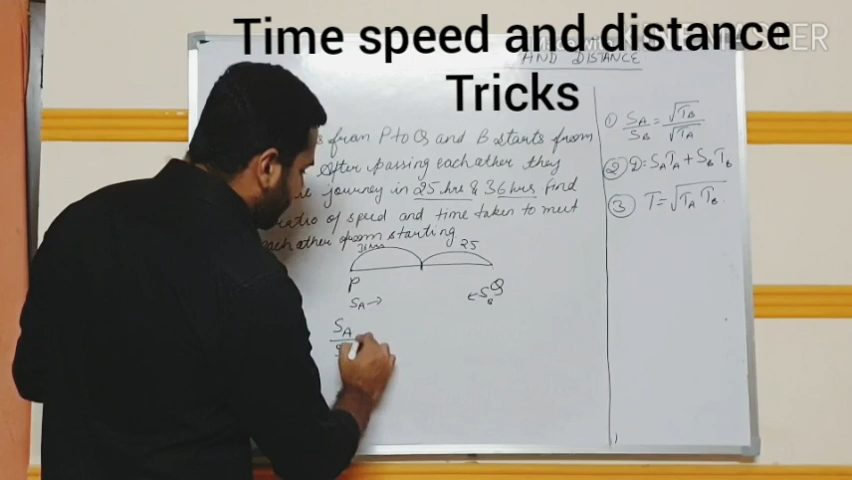 Time speed and distance
Tricks
AND DISTANCE
s from P to Q and B starts from
After passing each other they
journey in 25 hrs & 36 hrs find
ratio of speed and time taken to meet
each other from starting
36 hrs 25
P Q
SA→ ←SB
SA
① SA/SB = √TB/√TA
② D = SATA + SBTB
③ T = √TA TB